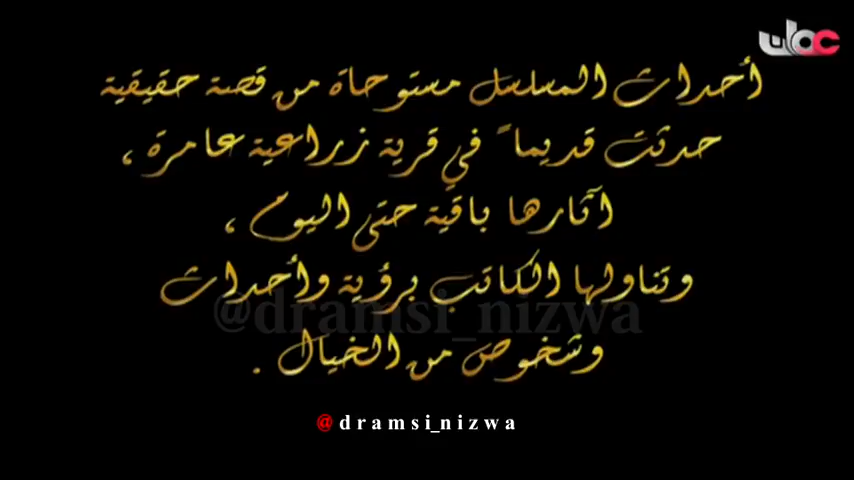 عمان
أحداث المسلسل مستوحاة من قصة حقيقية
حدثت قديماً في قرية زراعية عامرة ،
آثارها باقية حتى اليوم ،
وتناولها الكاتب برؤية وأحداث
@dramsi_nizwa
وشخوص من الخيال .
@dramsi_nizwa